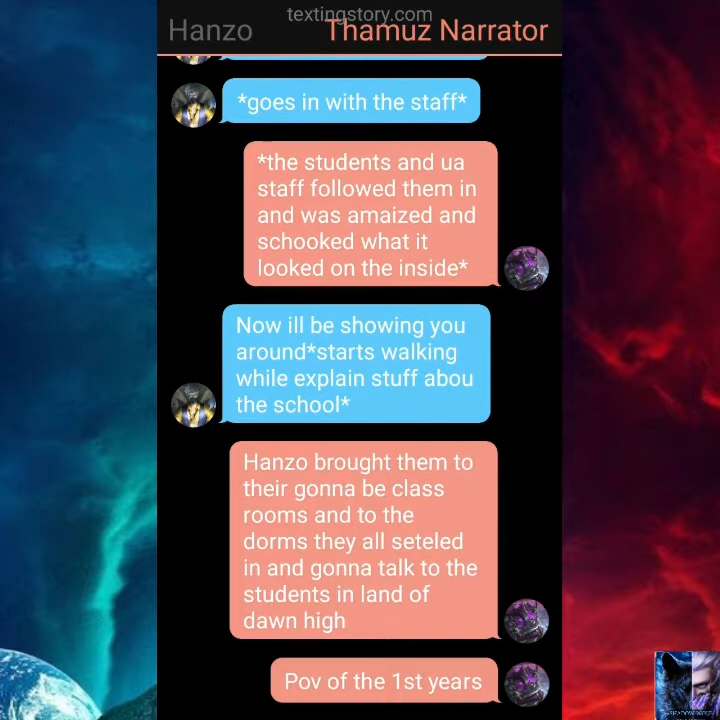 textingstory.com
Hanzo Thamuz Narrator
*goes in with the staff*
*the students and ua
staff followed them in
and was amaized and
schooked what it
looked on the inside*
Now ill be showing you
around*starts walking
while explain stuff abou
the school*
Hanzo brought them to
their gonna be class
rooms and to the
dorms they all seteled
in and gonna talk to the
students in land of
dawn high
Pov of the 1st years